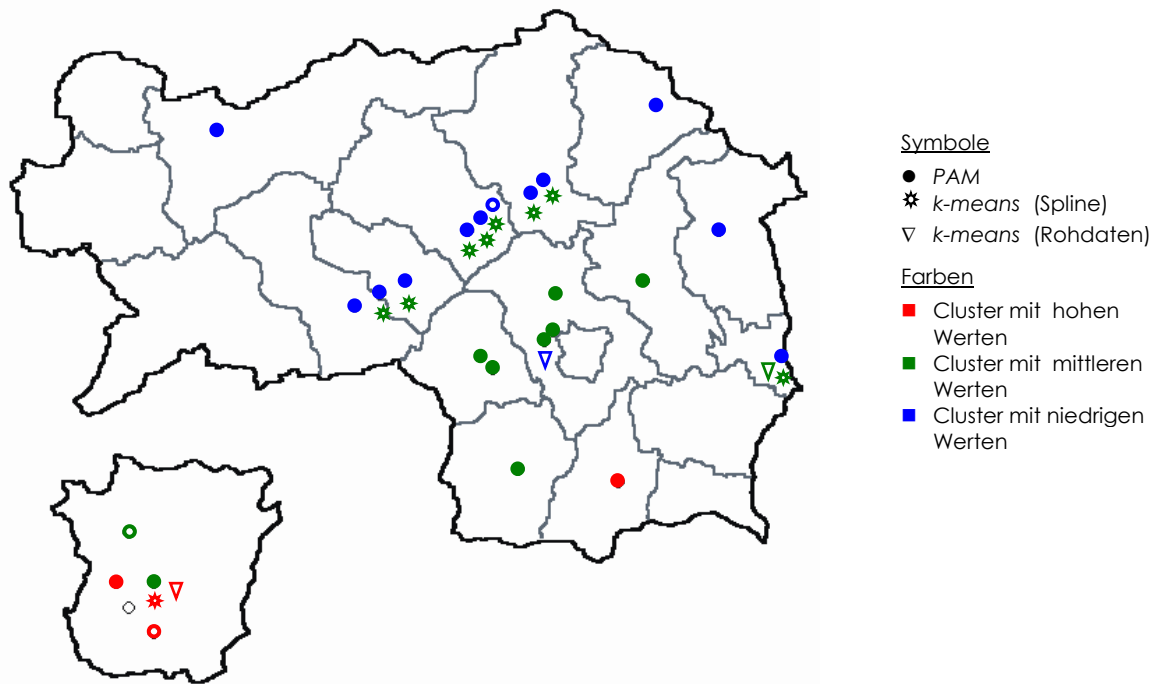 Symbole
PAM
k-means (Spline)
k-means (Rohdaten)
Farben
Cluster mit hohen
Werten
Cluster mit mittleren
Werten
Cluster mit niedrigen
Werten